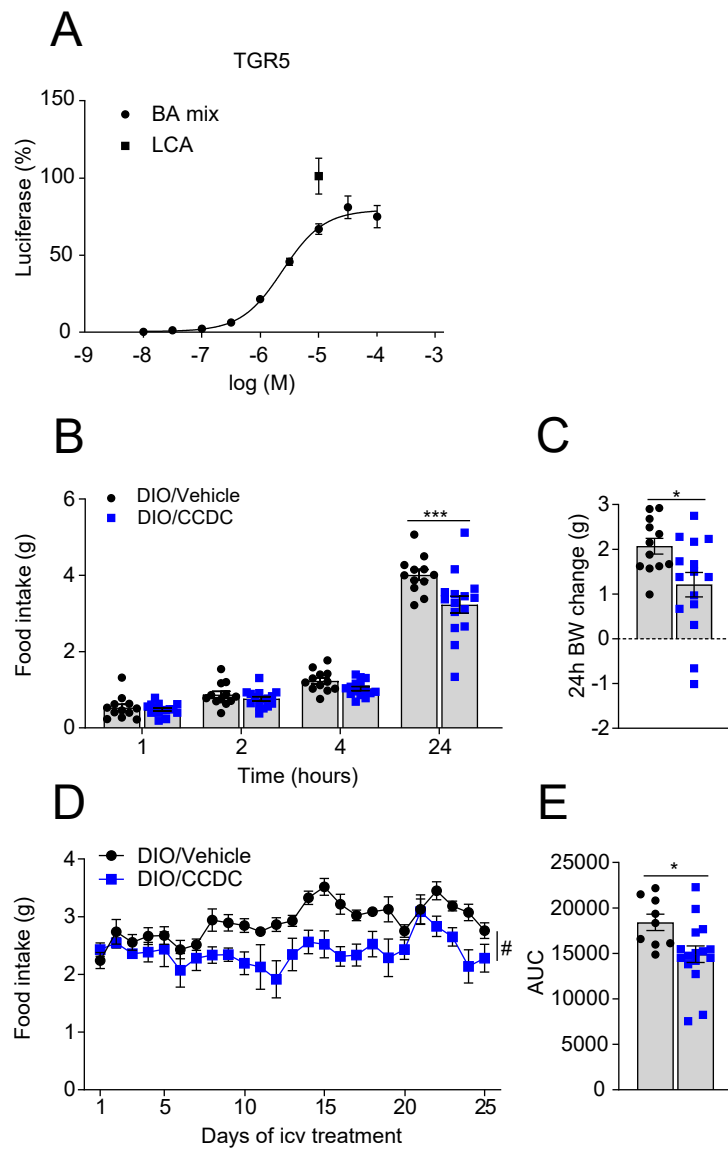 A
TGR5
150
100
50
0
Luciferase (%)
BA mix
LCA
-9 -8 -7 -6 -5 -4 -3
log (M)
B
DIO/Vehicle
DIO/CCDC
***
6
4
2
0
Food intake (g)
1 2 4 24
Time (hours)
C
*
3
2
1
0
-1
-2
24h BW change (g)
D
DIO/Vehicle
DIO/CCDC
4
3
2
1
0
Food intake (g)
#
1 5 10 15 20 25
Days of icv treatment
E
*
25000
20000
15000
10000
5000
0
AUC